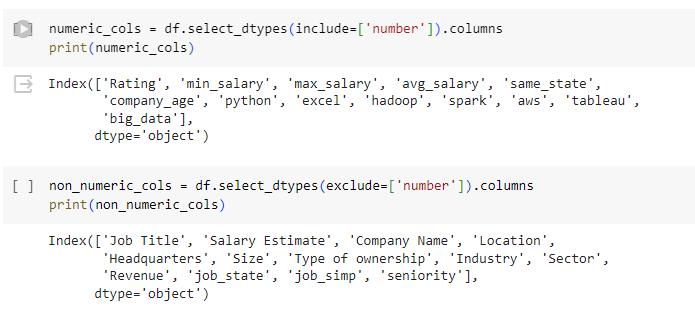 numeric_cols = df.select_dtypes(include=['number']).columns
print(numeric_cols)
Index(['Rating', 'min_salary', 'max_salary', 'avg_salary', 'same_state',
'company_age', 'python', 'excel', 'hadoop', 'spark', 'aws', 'tableau',
'big_data'],
dtype='object')
[ ] non_numeric_cols = df.select_dtypes(exclude=['number']).columns
print(non_numeric_cols)
Index(['Job Title', 'Salary Estimate', 'Company Name', 'Location',
'Headquarters', 'Size', 'Type of ownership', 'Industry', 'Sector',
'Revenue', 'job_state', 'job_simp', 'seniority'],
dtype='object')